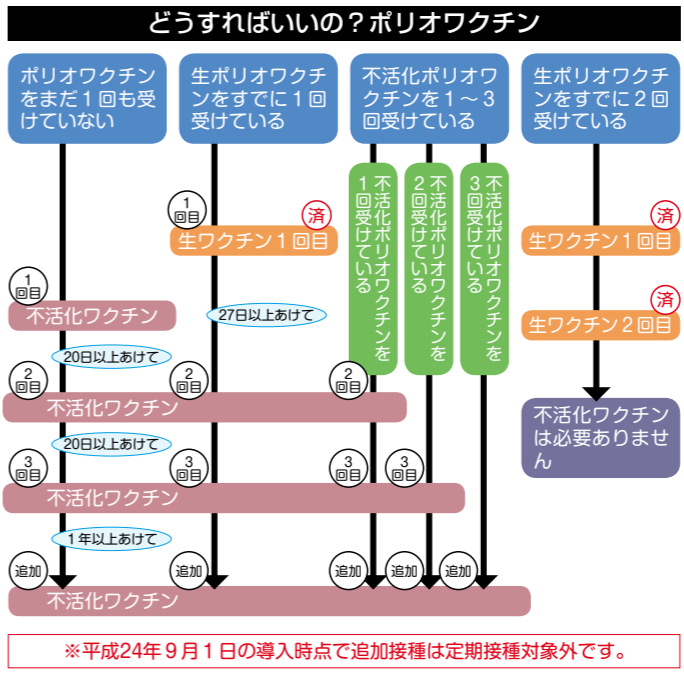 どうすればいいの？ポリオワクチン
ポリオワクチン
をまだ１回も受
けていない
生ポリオワクチ
ンをすでに１回
受けている
不活化ポリオワ
クチンを１～３
回受けている
生ポリオワクチ
ンをすでに２回
受けている
不活化ポリオワクチンを
１回受けている
不活化ポリオワクチンを
２回受けている
不活化ポリオワクチンを
３回受けている
１
回目
済
生ワクチン１回目
済
生ワクチン１回目
１
回目
不活化ワクチン
27日以上あけて
済
生ワクチン２回目
20日以上あけて
２
回目
２
回目
２
回目
不活化ワクチン
不活化ワクチン
は必要ありませ
ん
20日以上あけて
３
回目
３
回目
３
回目
３
回目
不活化ワクチン
１年以上あけて
追加
追加
追加
追加
追加
不活化ワクチン
※平成24年９月１日の導入時点で追加接種は定期接種対象外です。